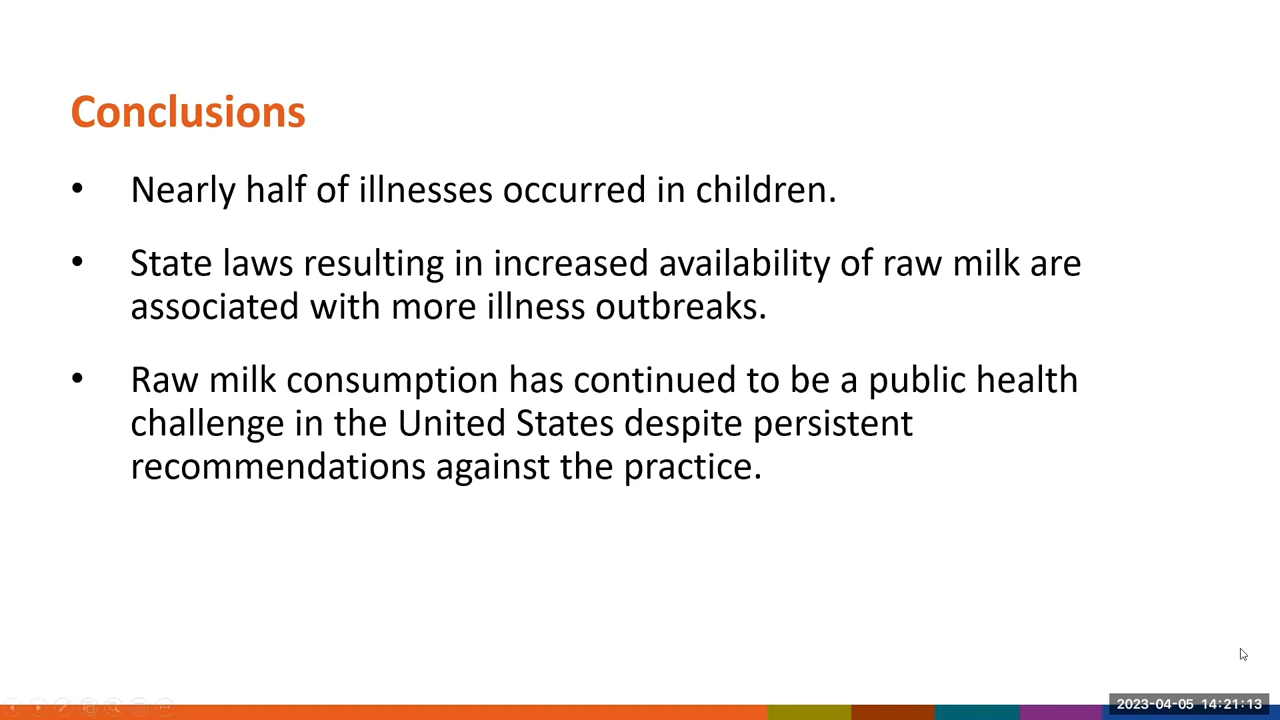 Conclusions
• Nearly half of illnesses occurred in children.
• State laws resulting in increased availability of raw milk are
associated with more illness outbreaks.
• Raw milk consumption has continued to be a public health
challenge in the United States despite persistent
recommendations against the practice.
2023-04-05 14:21:13